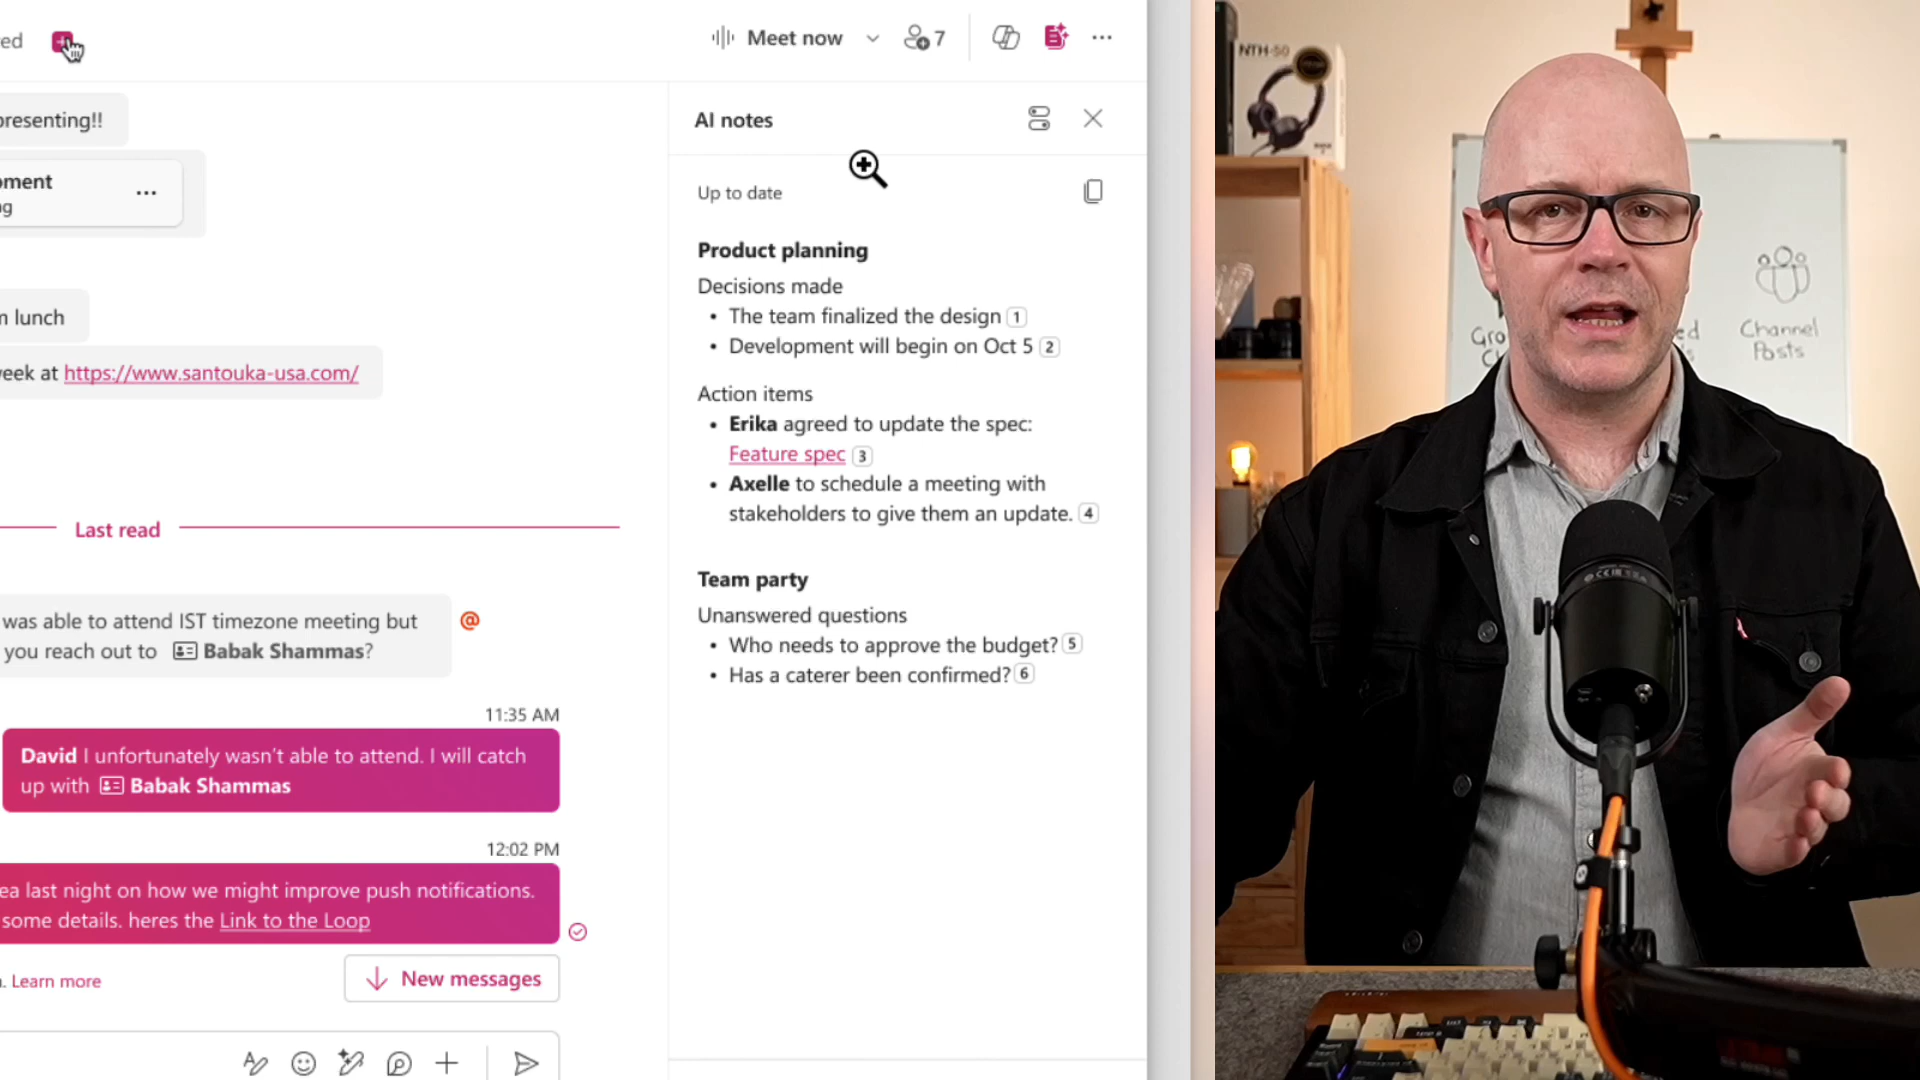 ed
Meet now
7
presenting!!
ment
g
n lunch
eek at https://www.santouka-usa.com/
Last read
was able to attend IST timezone meeting but @
you reach out to Babak Shammas?
11:35 AM
David I unfortunately wasn't able to attend. I will catch
up with Babak Shammas
12:02 PM
ea last night on how we might improve push notifications.
some details. heres the Link to the Loop
. Learn more
New messages
AI notes
Up to date
Product planning
Decisions made
• The team finalized the design 1
• Development will begin on Oct 5 2
Action items
• Erika agreed to update the spec:
Feature spec 3
• Axelle to schedule a meeting with
stakeholders to give them an update. 4
Team party
Unanswered questions
• Who needs to approve the budget? 5
• Has a caterer been confirmed? 6
NTH-50
Gro
C
ed
s
Channel
Posts